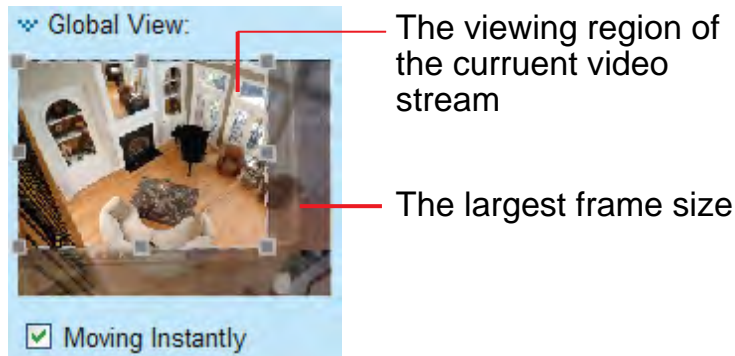 Global View:
The viewing region of
the curruent video
stream
The largest frame size
Moving Instantly